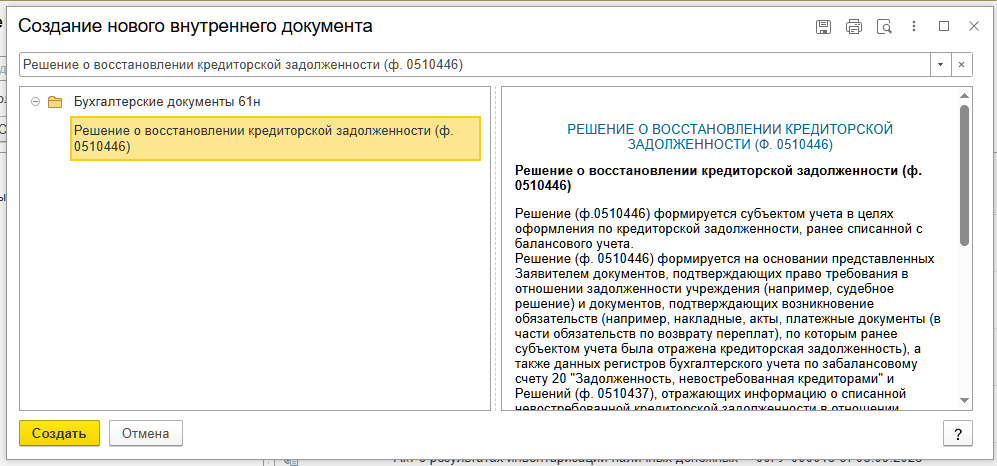 Создание нового внутреннего документа
Решение о восстановлении кредиторской задолженности (ф. 0510446)
Бухгалтерские документы 61н
Решение о восстановлении кредиторской задолженности (ф.
0510446)
РЕШЕНИЕ О ВОССТАНОВЛЕНИИ КРЕДИТОРСКОЙ
ЗАДОЛЖЕННОСТИ (Ф. 0510446)
Решение о восстановлении кредиторской задолженности (ф.
0510446)
Решение (ф.0510446) формируется субъектом учета в целях
оформления по кредиторской задолженности, ранее списанной с
балансового учета.
Решение (ф. 0510446) формируется на основании представленных
Заявителем документов, подтверждающих право требования в
отношении задолженности учреждения (например, судебное
решение) и документов, подтверждающих возникновение
обязательств (например, накладные, акты, платежные документы (в
части обязательств по возврату переплат), по которым ранее
субъектом учета была отражена кредиторская задолженность), а
также данных регистров бухгалтерского учета по забалансовому
счету 20 "Задолженность, невостребованная кредиторами" и
Решений (ф. 0510437), отражающих информацию о списанной
невостребованной кредиторской задолженности в отношении
Создать
Отмена
?